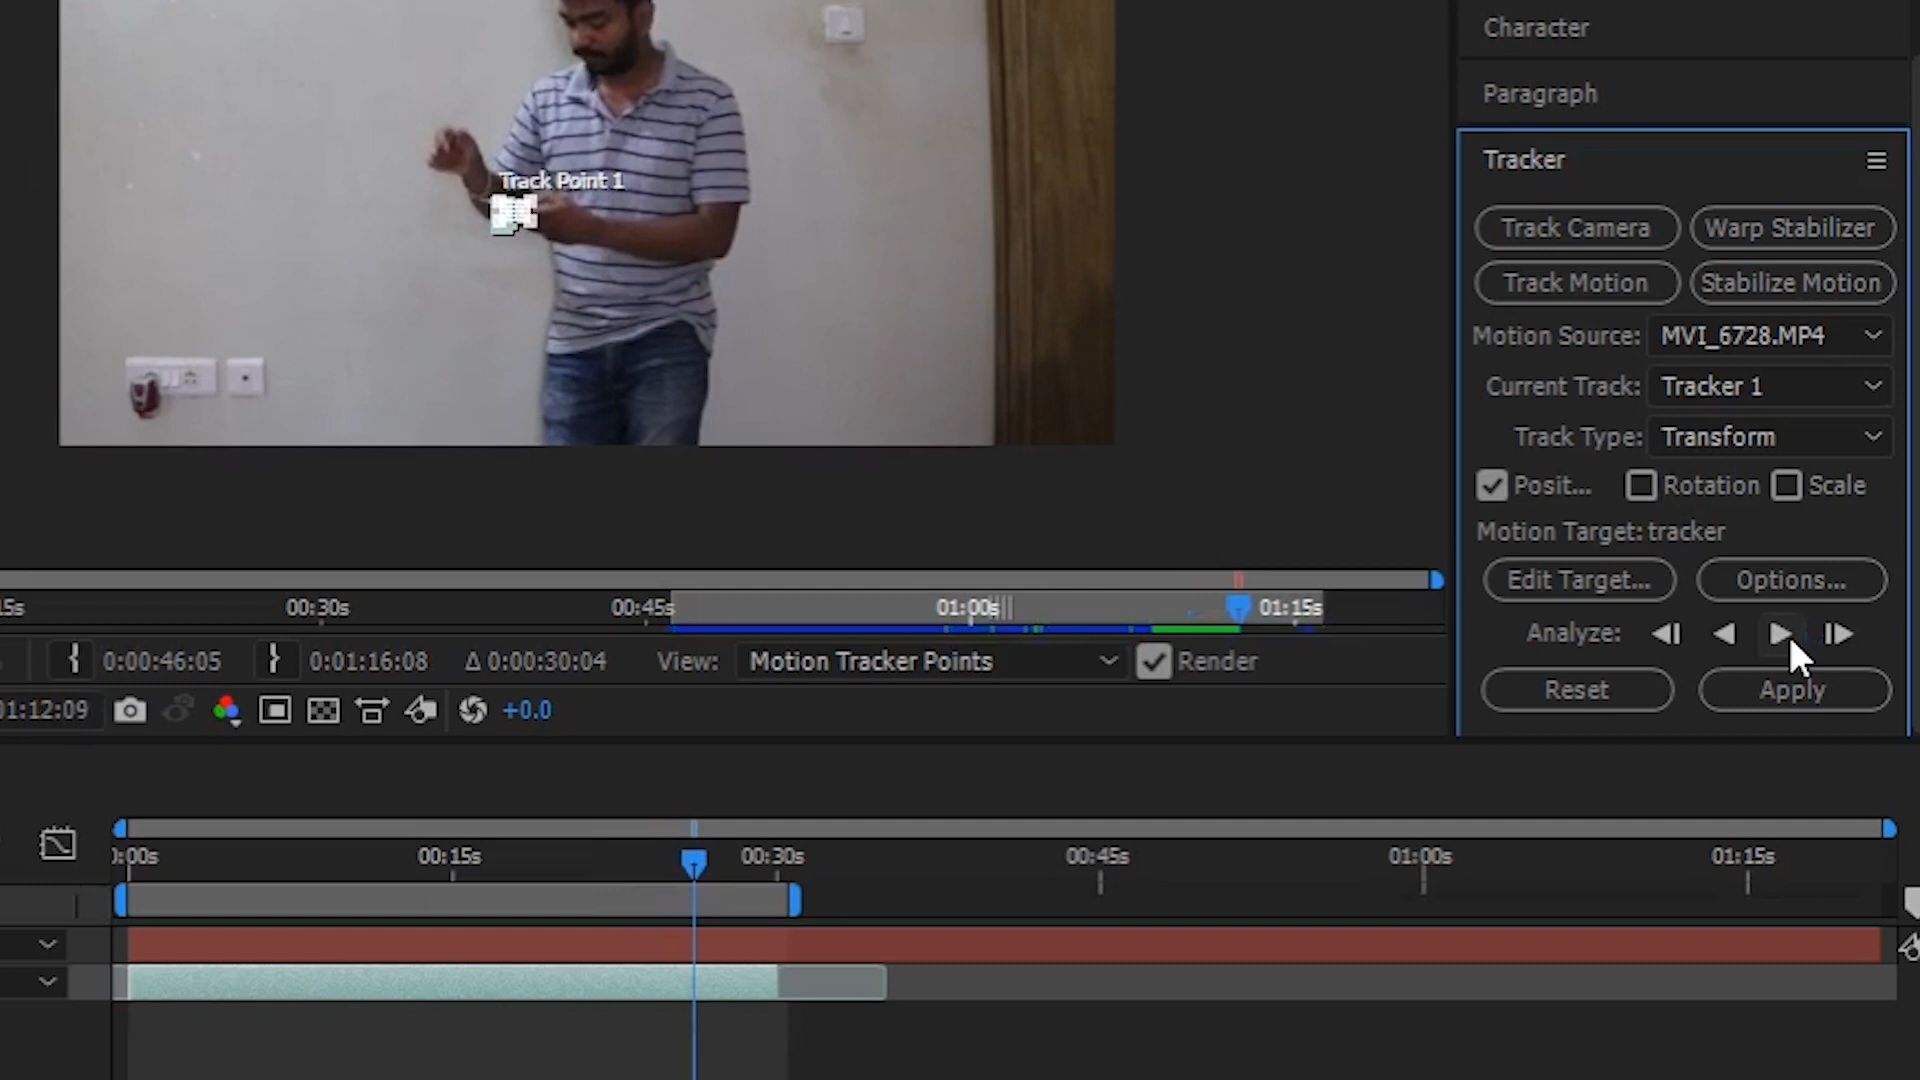 Character
Paragraph
Tracker
Track Camera
Warp Stabilizer
Track Motion
Stabilize Motion
Motion Source: MVI_6728.MP4
Current Track: Tracker 1
Track Type: Transform
Posit... Rotation Scale
Motion Target: tracker
Edit Target... Options...
Analyze:
Reset Apply
Track Point 1
5s 00:30s 00:45s 01:00s 01:15s
{ 0:00:46:05 } 0:01:16:08 Δ 0:00:30:04 View: Motion Tracker Points Render
01:12:09 +0.0
0:00s 00:15s 00:30s 00:45s 01:00s 01:15s